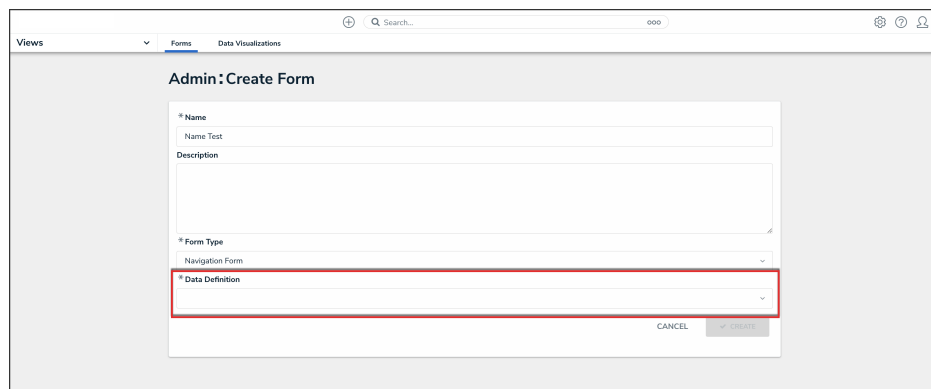 Search...
Views
Forms
Data Visualizations
Admin: Create Form
* Name
Name Test
Description
* Form Type
Navigation Form
* Data Definition
CANCEL
✓ CREATE